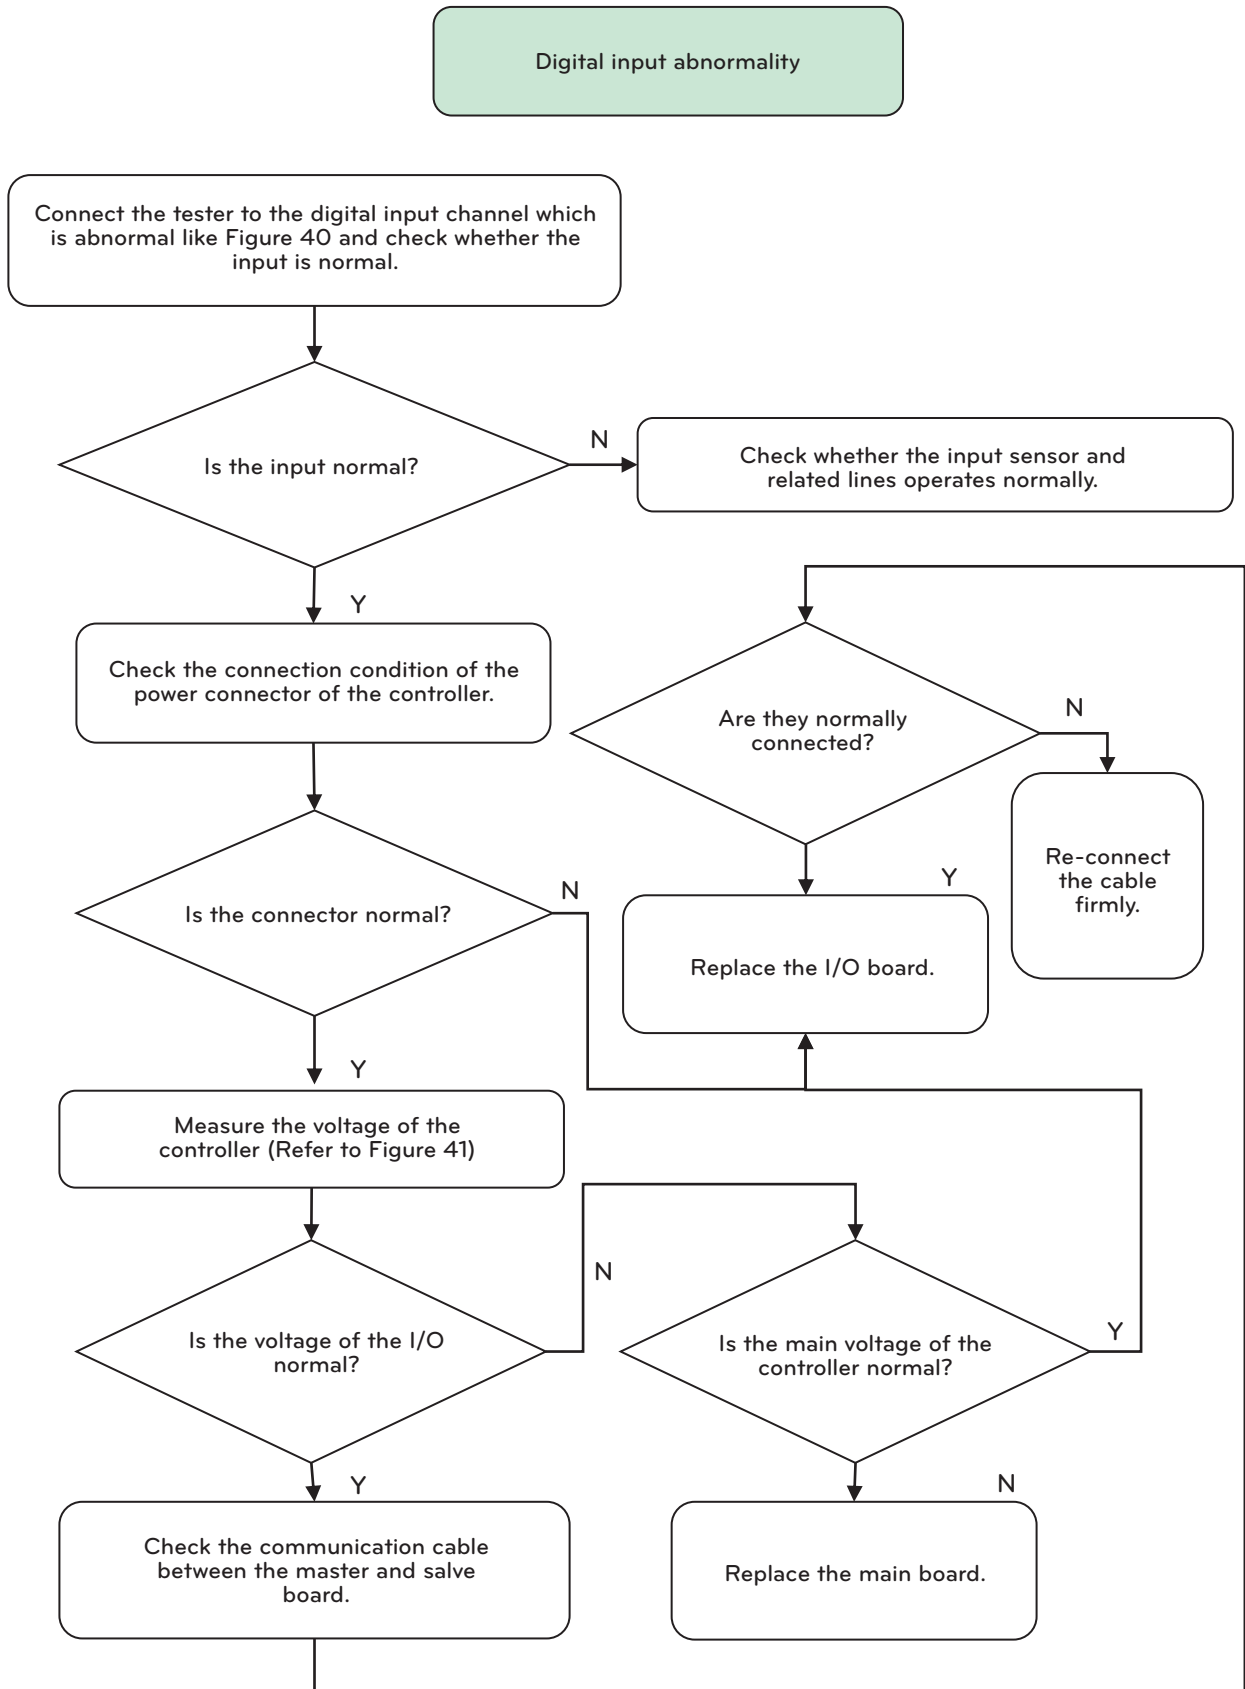 Digital input abnormality
Connect the tester to the digital input channel which
is abnormal like Figure 40 and check whether the
input is normal.
Is the input normal?
N
Check whether the input sensor and
related lines operates normally.
Y
Check the connection condition of the
power connector of the controller.
Are they normally
connected?
N
Re-connect
the cable
firmly.
Y
Replace the I/O board.
Is the connector normal?
N
Y
Measure the voltage of the
controller (Refer to Figure 41)
Is the voltage of the I/O
normal?
N
Is the main voltage of the
controller normal?
Y
Y
Check the communication cable
between the master and salve
board.
N
Replace the main board.